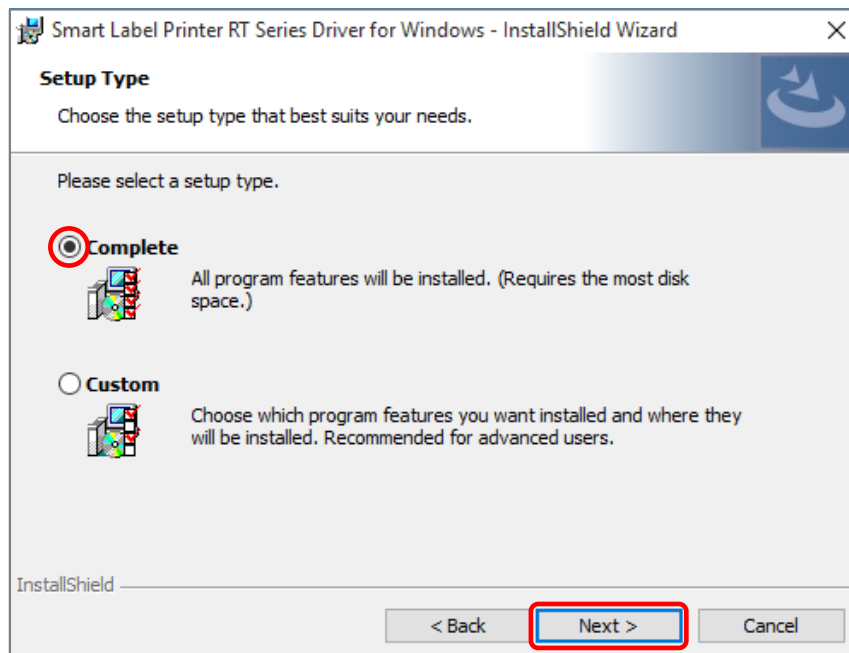 Smart Label Printer RT Series Driver for Windows - InstallShield Wizard
Setup Type
Choose the setup type that best suits your needs.
Please select a setup type.
Complete
All program features will be installed. (Requires the most disk
space.)
Custom
Choose which program features you want installed and where they
will be installed. Recommended for advanced users.
InstallShield
< Back
Next >
Cancel